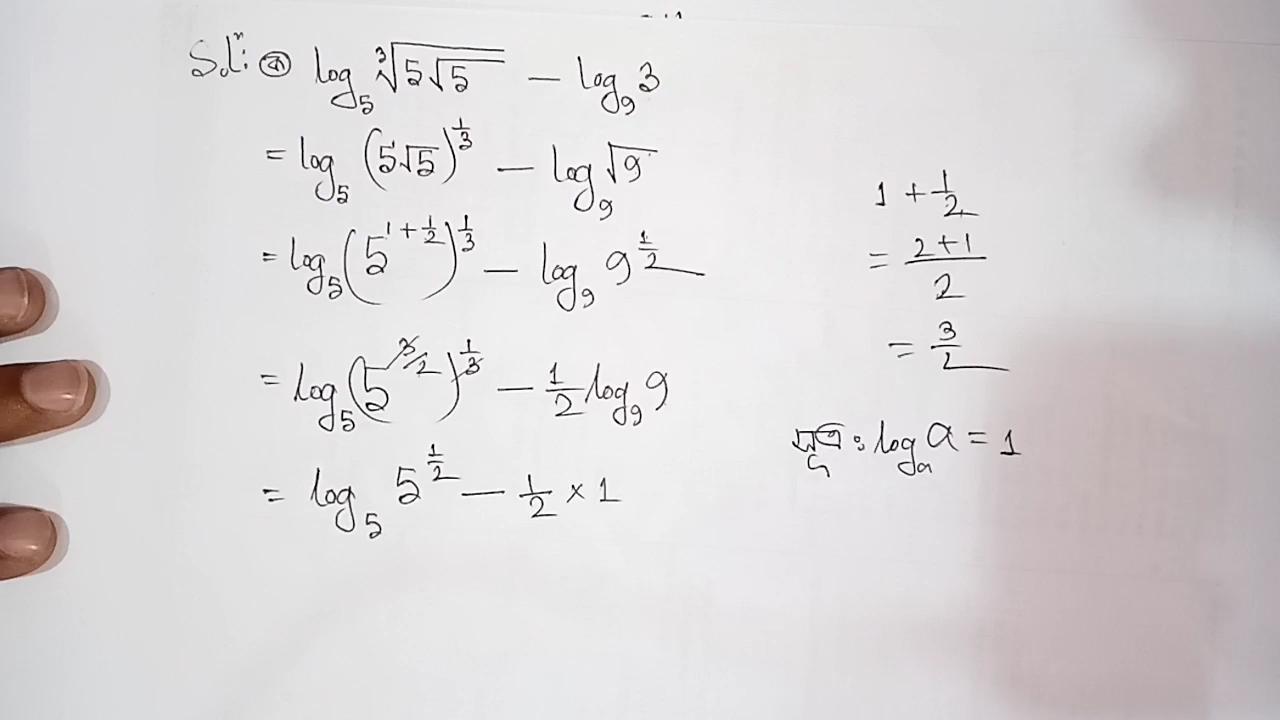 Solⁿ: ক log₅ ∛(5√5) − log₉ 3
= log₅ (5√5)^(1/3) − log₉ √9
= log₅ (5^(1 + 1/2))^(1/3) − log₉ 9^(1/2)
= log₅ (5^(3/2))^(1/3) − 1/2 log₉ 9
= log₅ 5^(1/2) − 1/2 × 1
1 + 1/2
= (2+1)/2
= 3/2
সূত্র: logₐ a = 1